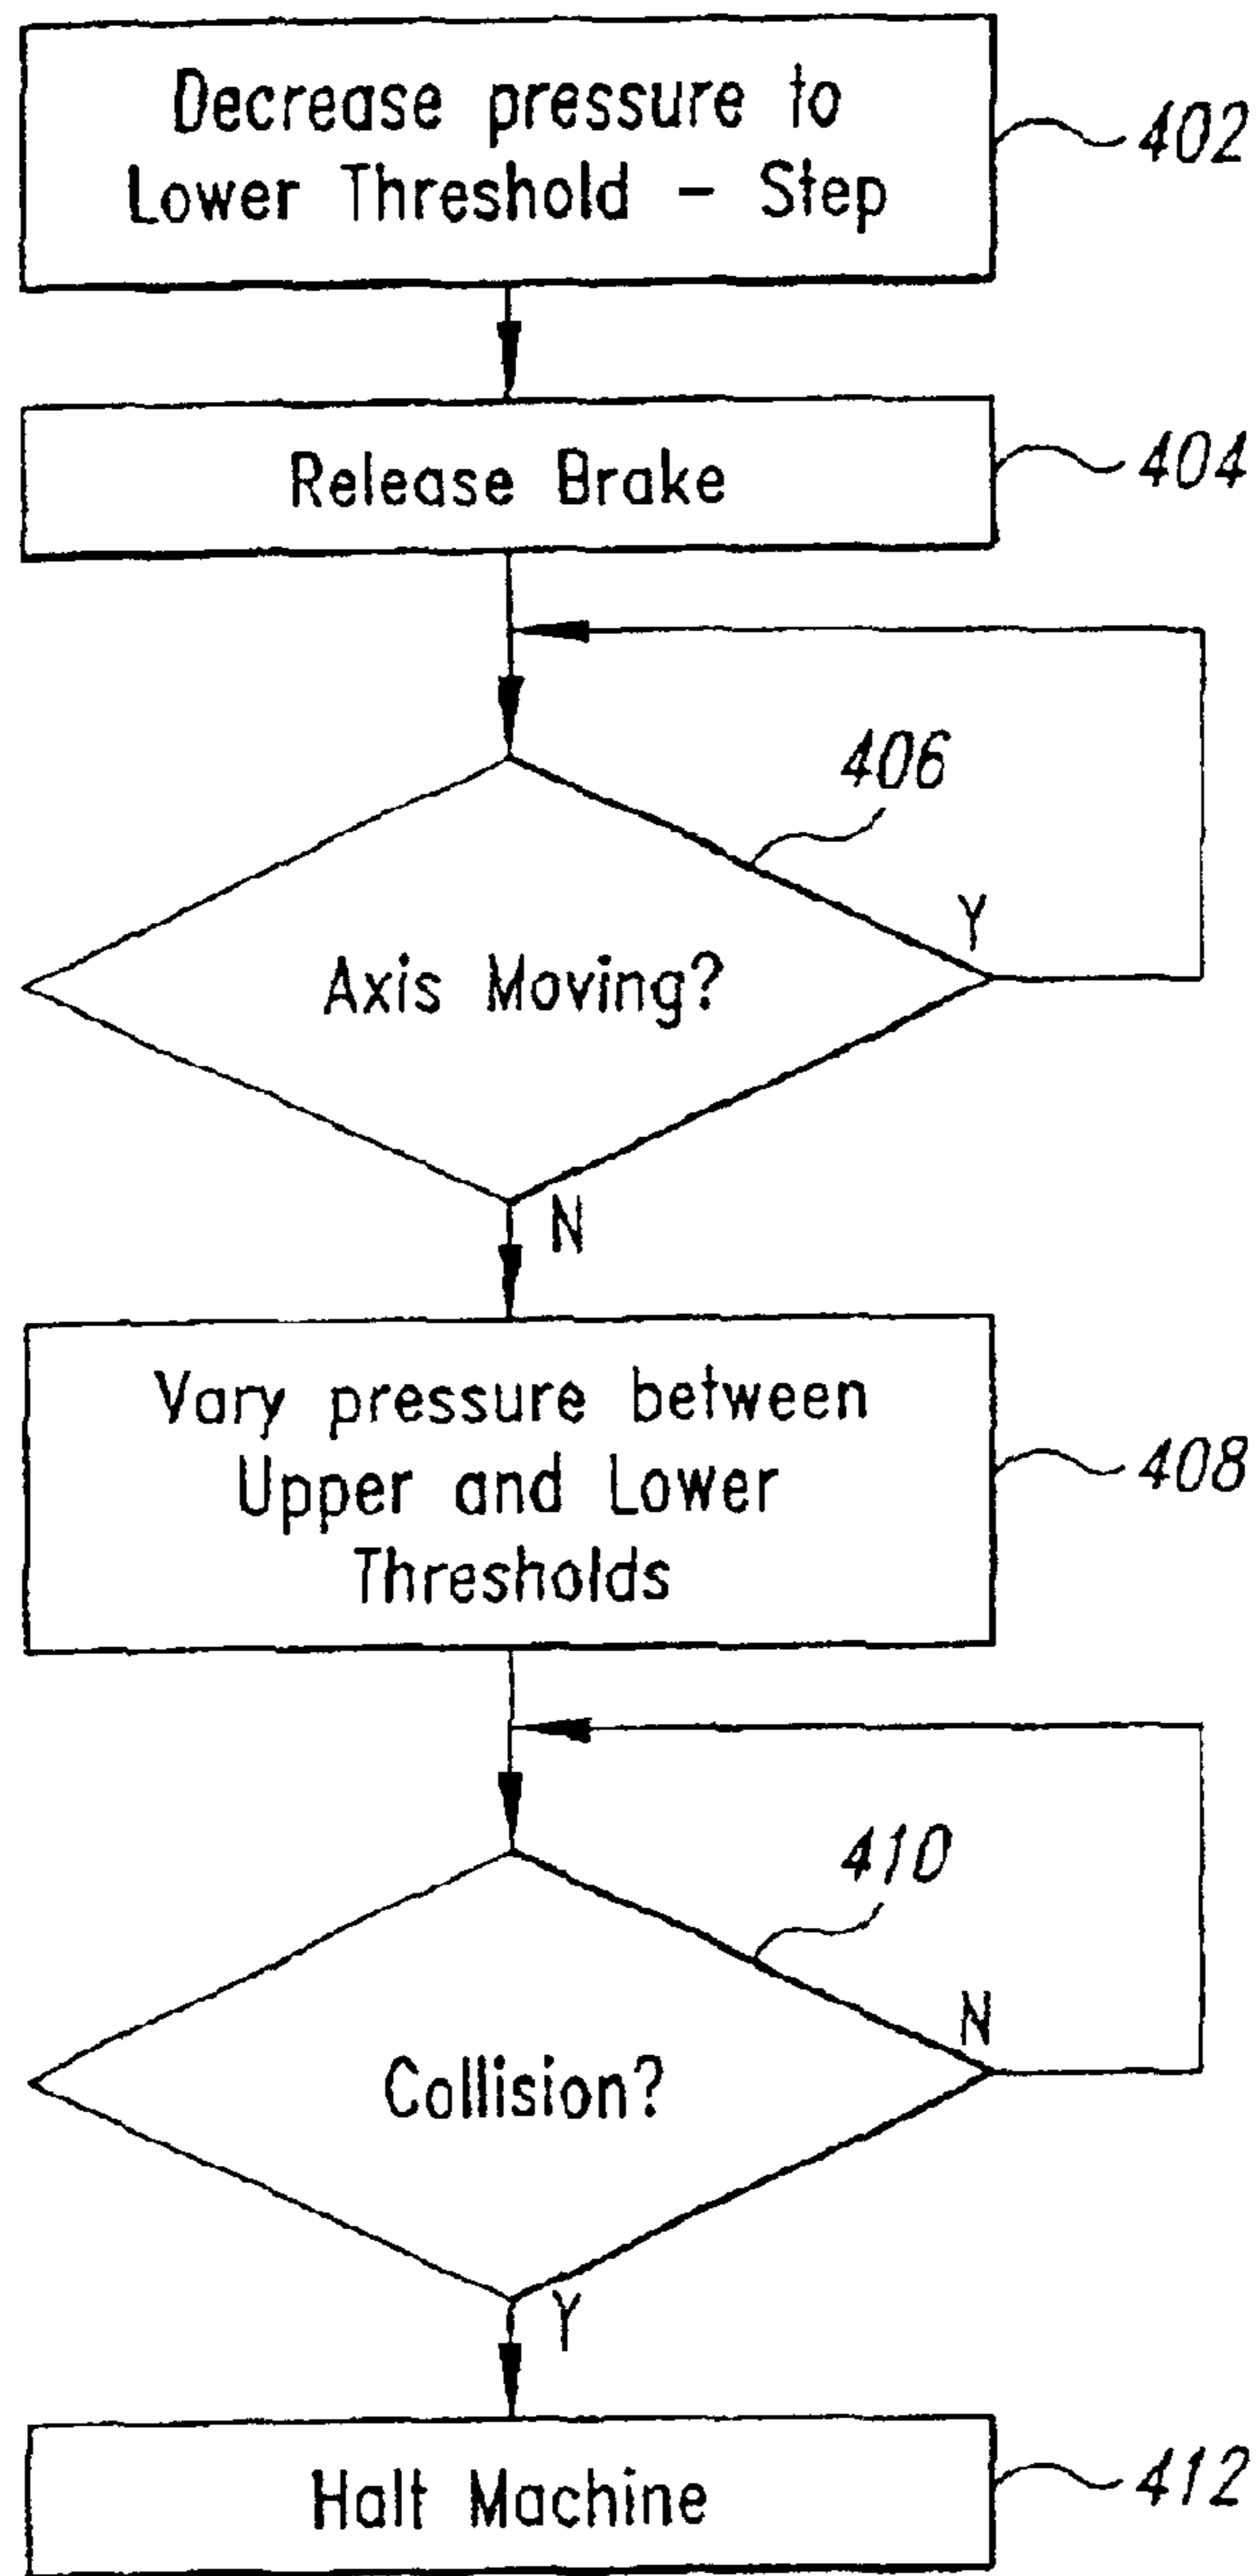 Decrease pressure to
Lower Threshold - Step
402
Release Brake
404
406
Y
Axis Moving?
N
Vary pressure between
Upper and Lower
Thresholds
408
410
N
Collision?
Y
Halt Machine
412